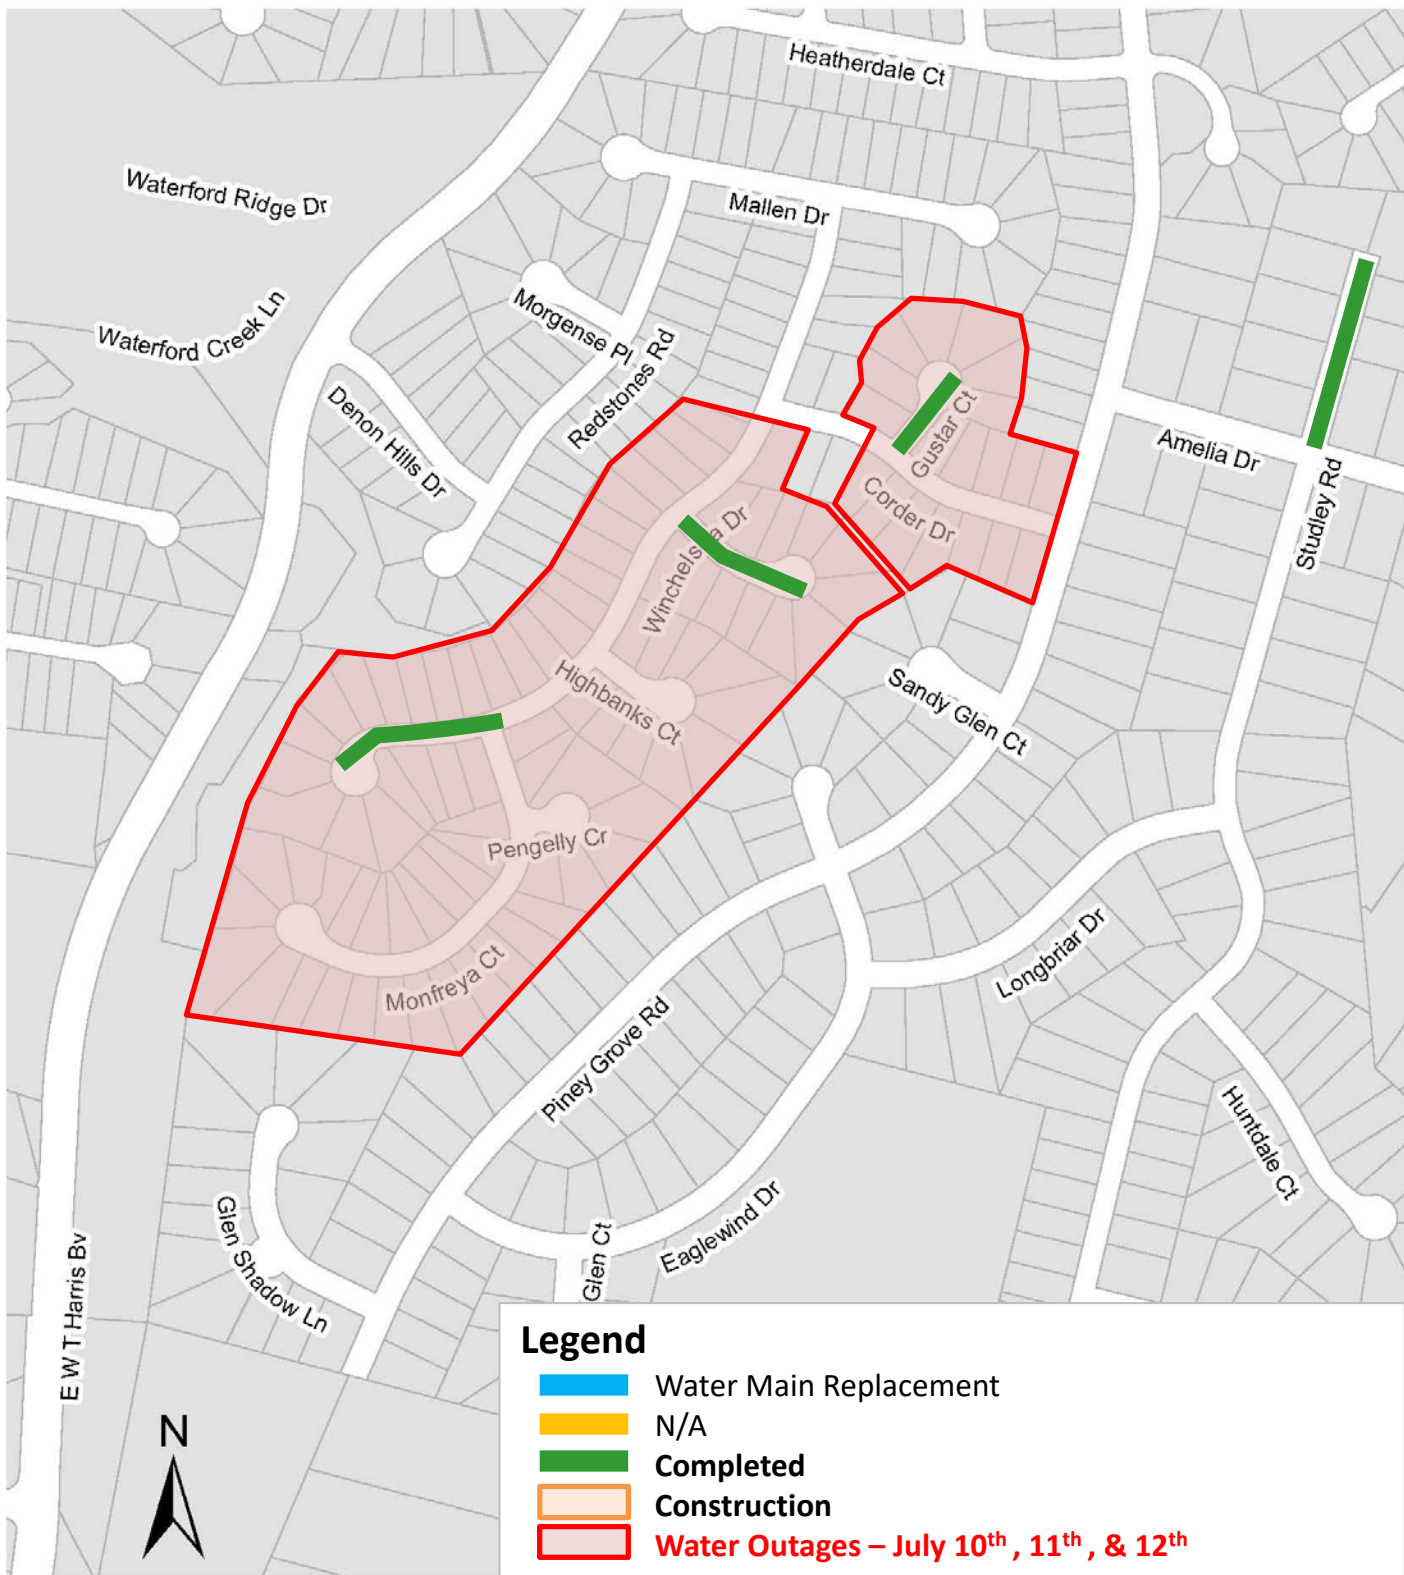 Heatherdale Ct
Waterford Ridge Dr
Mallen Dr
Waterford Creek Ln
Morgense Pl
Redstones Rd
Denon Hills Dr
Gustar Ct
Amelia Dr
Corder Dr
Studley Rd
Highbanks Ct
Sandy Glen Ct
Pengelly Cr
Monfreya Ct
Longbriar Dr
Piney Grove Rd
Huntdale Ct
Glen Shadow Ln
Eaglewind Dr
Glen Ct
E W T Harris Bv
N
Legend
Water Main Replacement
N/A
Completed
Construction
Water Outages – July 10th , 11th , & 12th